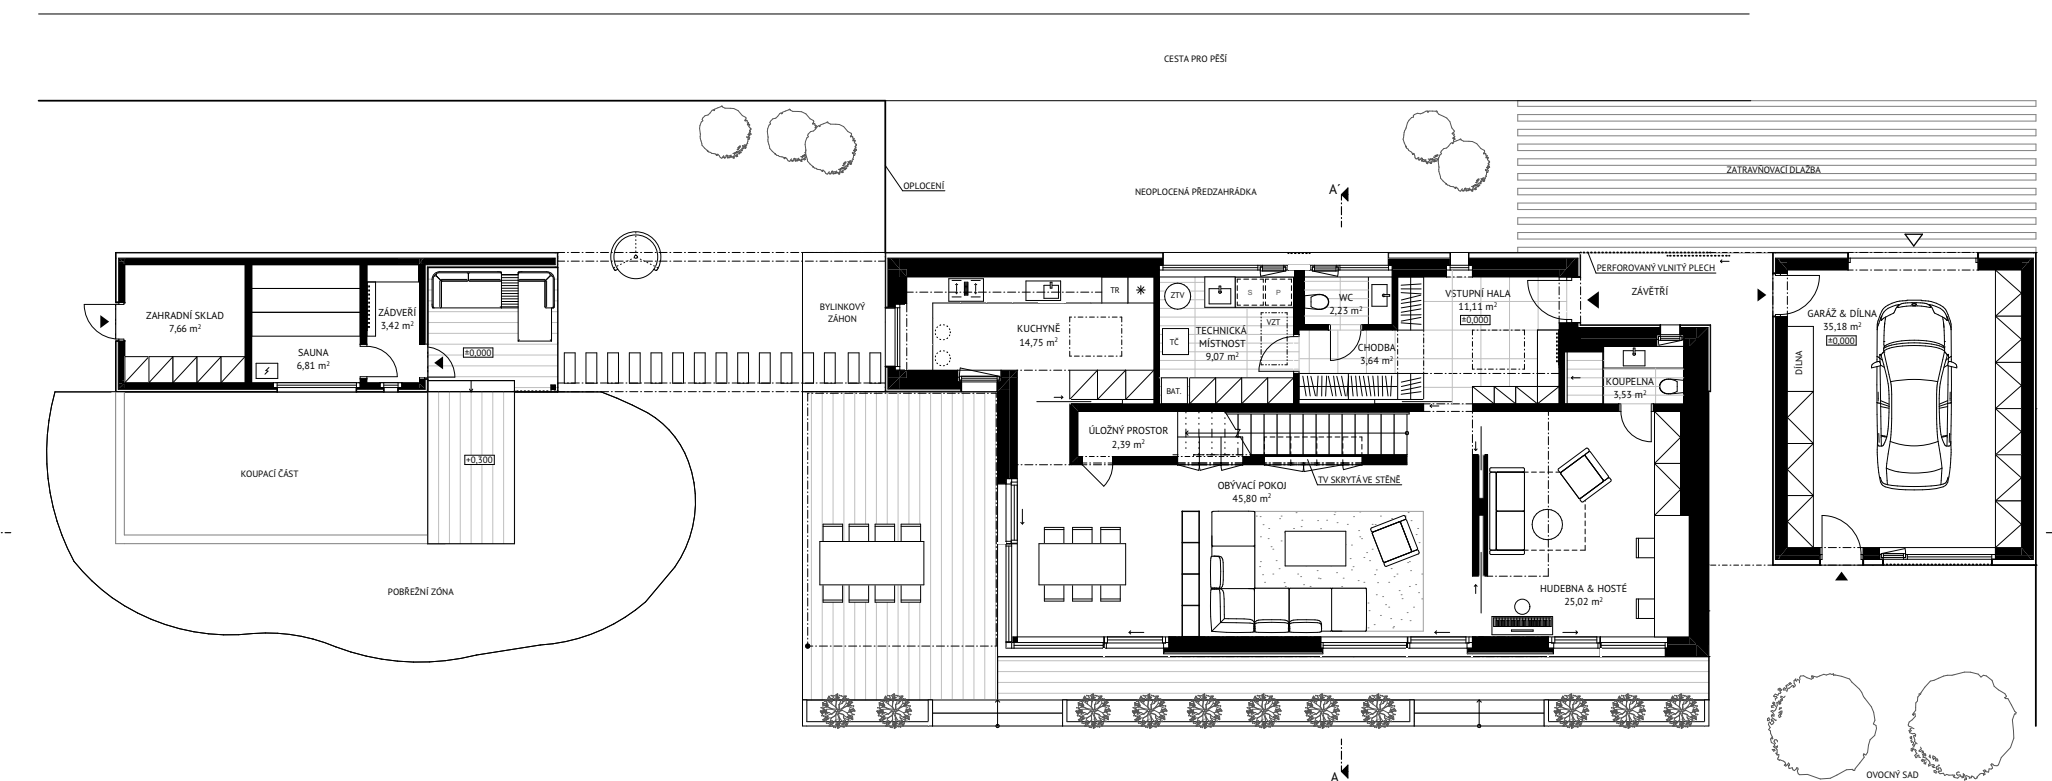 CESTA PRO PĚŠÍ
ZATRAVŇOVACÍ DLAŽBA
OPLOCENÍ
NEOPLOCENÁ PŘEDZAHRÁDKA
A´
PERFOROVANÝ VLNITÝ PLECH
ZÁVĚTŘÍ
ZAHRADNÍ SKLAD
7,66 m²
SAUNA
6,81 m²
ZÁDVEŘÍ
3,42 m²
±0,000
BYLINKOVÝ
ZÁHON
KUCHYNĚ
14,75 m²
TR
ZTV
S
P
VZT
TČ
BAT.
TECHNICKÁ
MÍSTNOST
9,07 m²
WC
2,23 m²
CHODBA
3,64 m²
VSTUPNÍ HALA
11,11 m²
±0,000
KOUPELNA
3,53 m²
GARÁŽ & DÍLNA
35,18 m²
±0,000
DÍLNA
ÚLOŽNÝ PROSTOR
2,39 m²
OBÝVACÍ POKOJ
45,80 m²
TV SKRYTÁ VE STĚNĚ
HUDEBNA & HOSTÉ
25,02 m²
KOUPACÍ ČÁST
+0,300
POBŘEŽNÍ ZÓNA
A
OVOCNÝ SAD